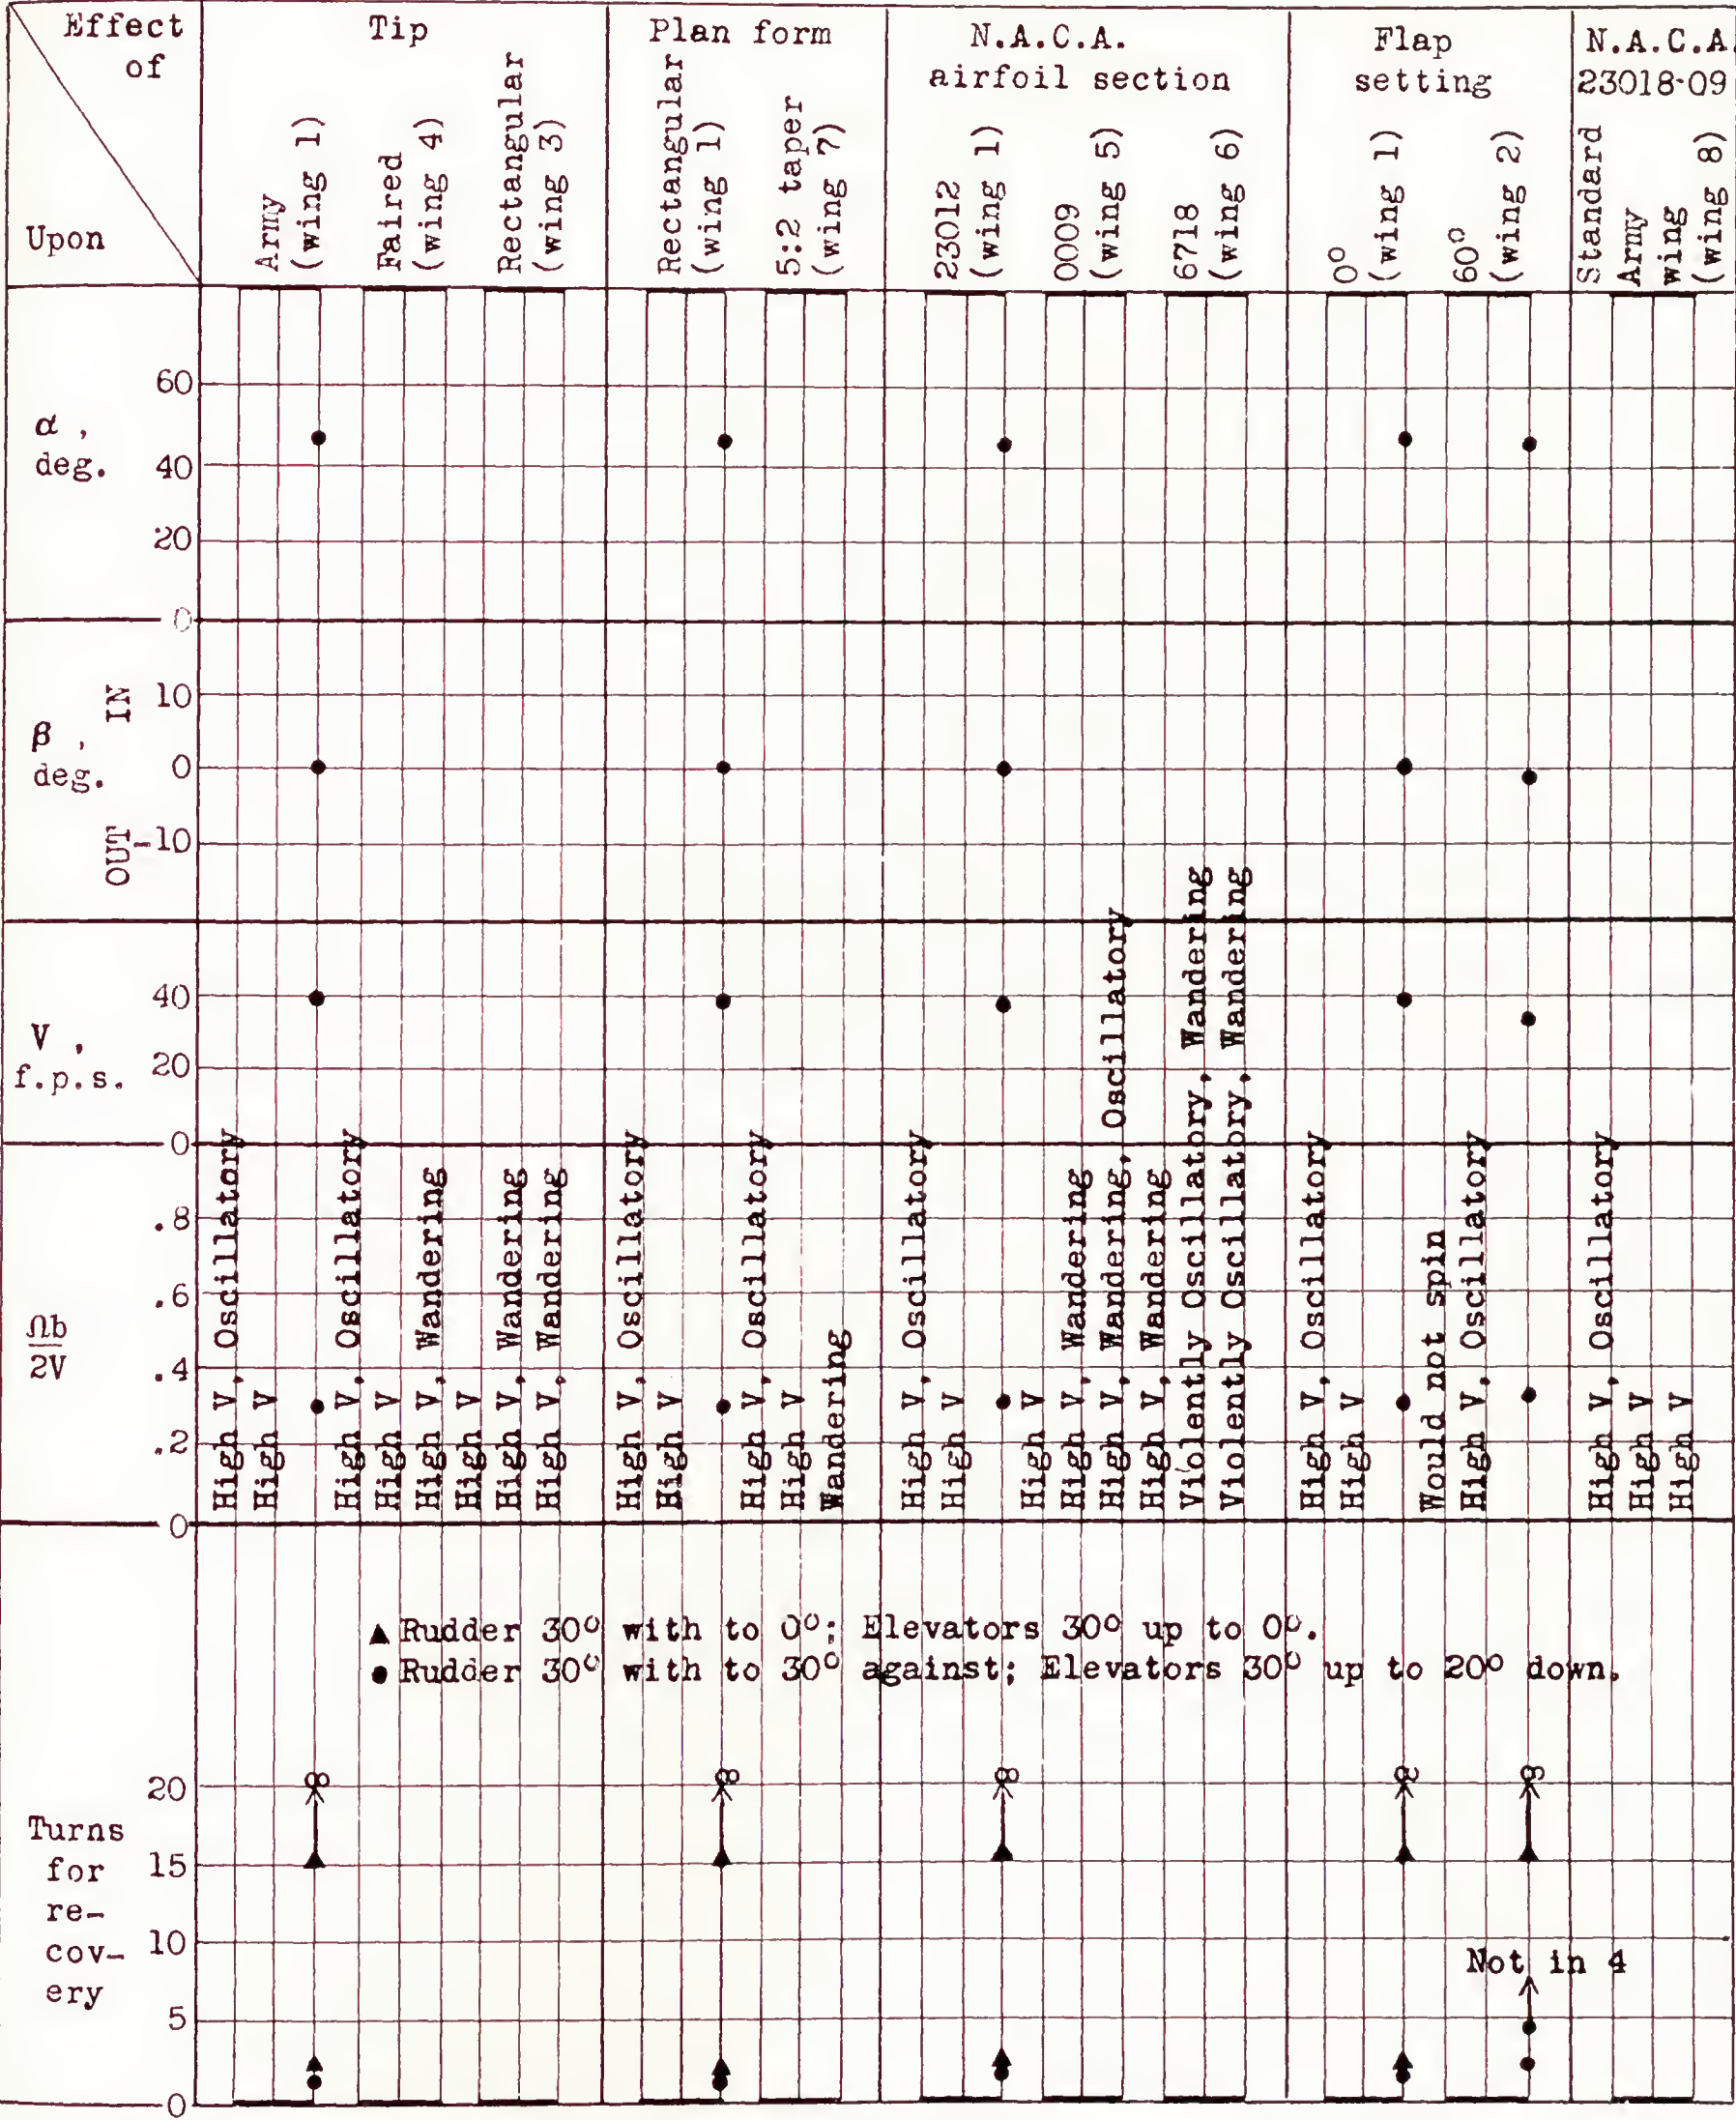 Effect of
Upon
Tip
Army (wing 1)
Faired (wing 4)
Rectangular (wing 3)
Plan form
Rectangular (wing 1)
5:2 taper (wing 7)
N.A.C.A.
airfoil section
23012 (wing 1)
0009 (wing 5)
6718 (wing 6)
Flap
setting
0° (wing 1)
60° (wing 2)
N.A.C.A.
23018-09
Standard
Army
wing
(wing 8)
α,
deg.
60
40
20
0
β,
deg.
IN
OUT
10
0
-10
V,
f.p.s.
40
20
0
Ωb
2V
.8
.6
.4
.2
0
High V, Oscillatory
High V
High V, Oscillatory
High V
High V, Wandering
High V
High V, Wandering
High V, Wandering
High V, Oscillatory
High V
High V, Oscillatory
High V
Wandering
High V, Oscillatory
High V
High V
High V, Wandering
High V, Wandering, Oscillatory
High V, Wandering
Violently Oscillatory, Wandering
Violently Oscillatory, Wandering
High V, Oscillatory
High V
Would not spin
High V, Oscillatory
High V, Oscillatory
High V
High V
▲ Rudder 30° with to 0°; Elevators 30° up to 0°.
● Rudder 30° with to 30° against; Elevators 30° up to 20° down.
Turns
for
re-
cov-
ery
20
15
10
5
0
∞
∞
∞
∞
∞
Not in 4